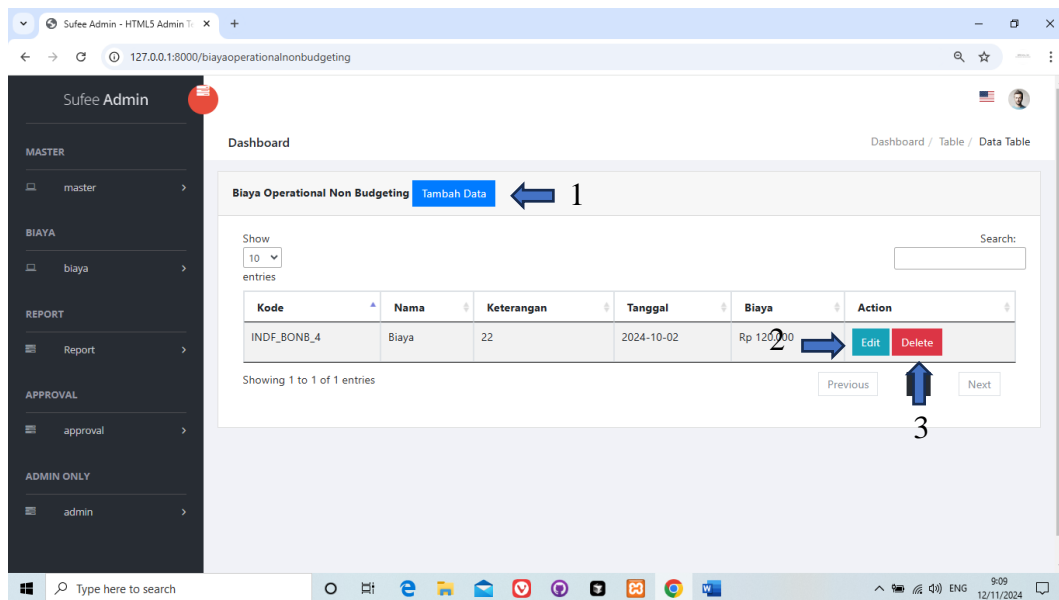 Sufee Admin - HTML5 Admin Te
127.0.0.1:8000/biayaoperationalnonbudgeting
Sufee Admin
Dashboard
Dashboard / Table / Data Table
MASTER
master
Biaya Operational Non Budgeting Tambah Data 1
BIAYA
biaya
Show
10
entries
Search:
Kode Nama Keterangan Tanggal Biaya Action
INDF_BONB_4 Biaya 22 2024-10-02 Rp 120.000 2 Edit Delete
REPORT
Report
Showing 1 to 1 of 1 entries
Previous Next
3
APPROVAL
approval
ADMIN ONLY
admin
Type here to search
ENG
9:09
12/11/2024